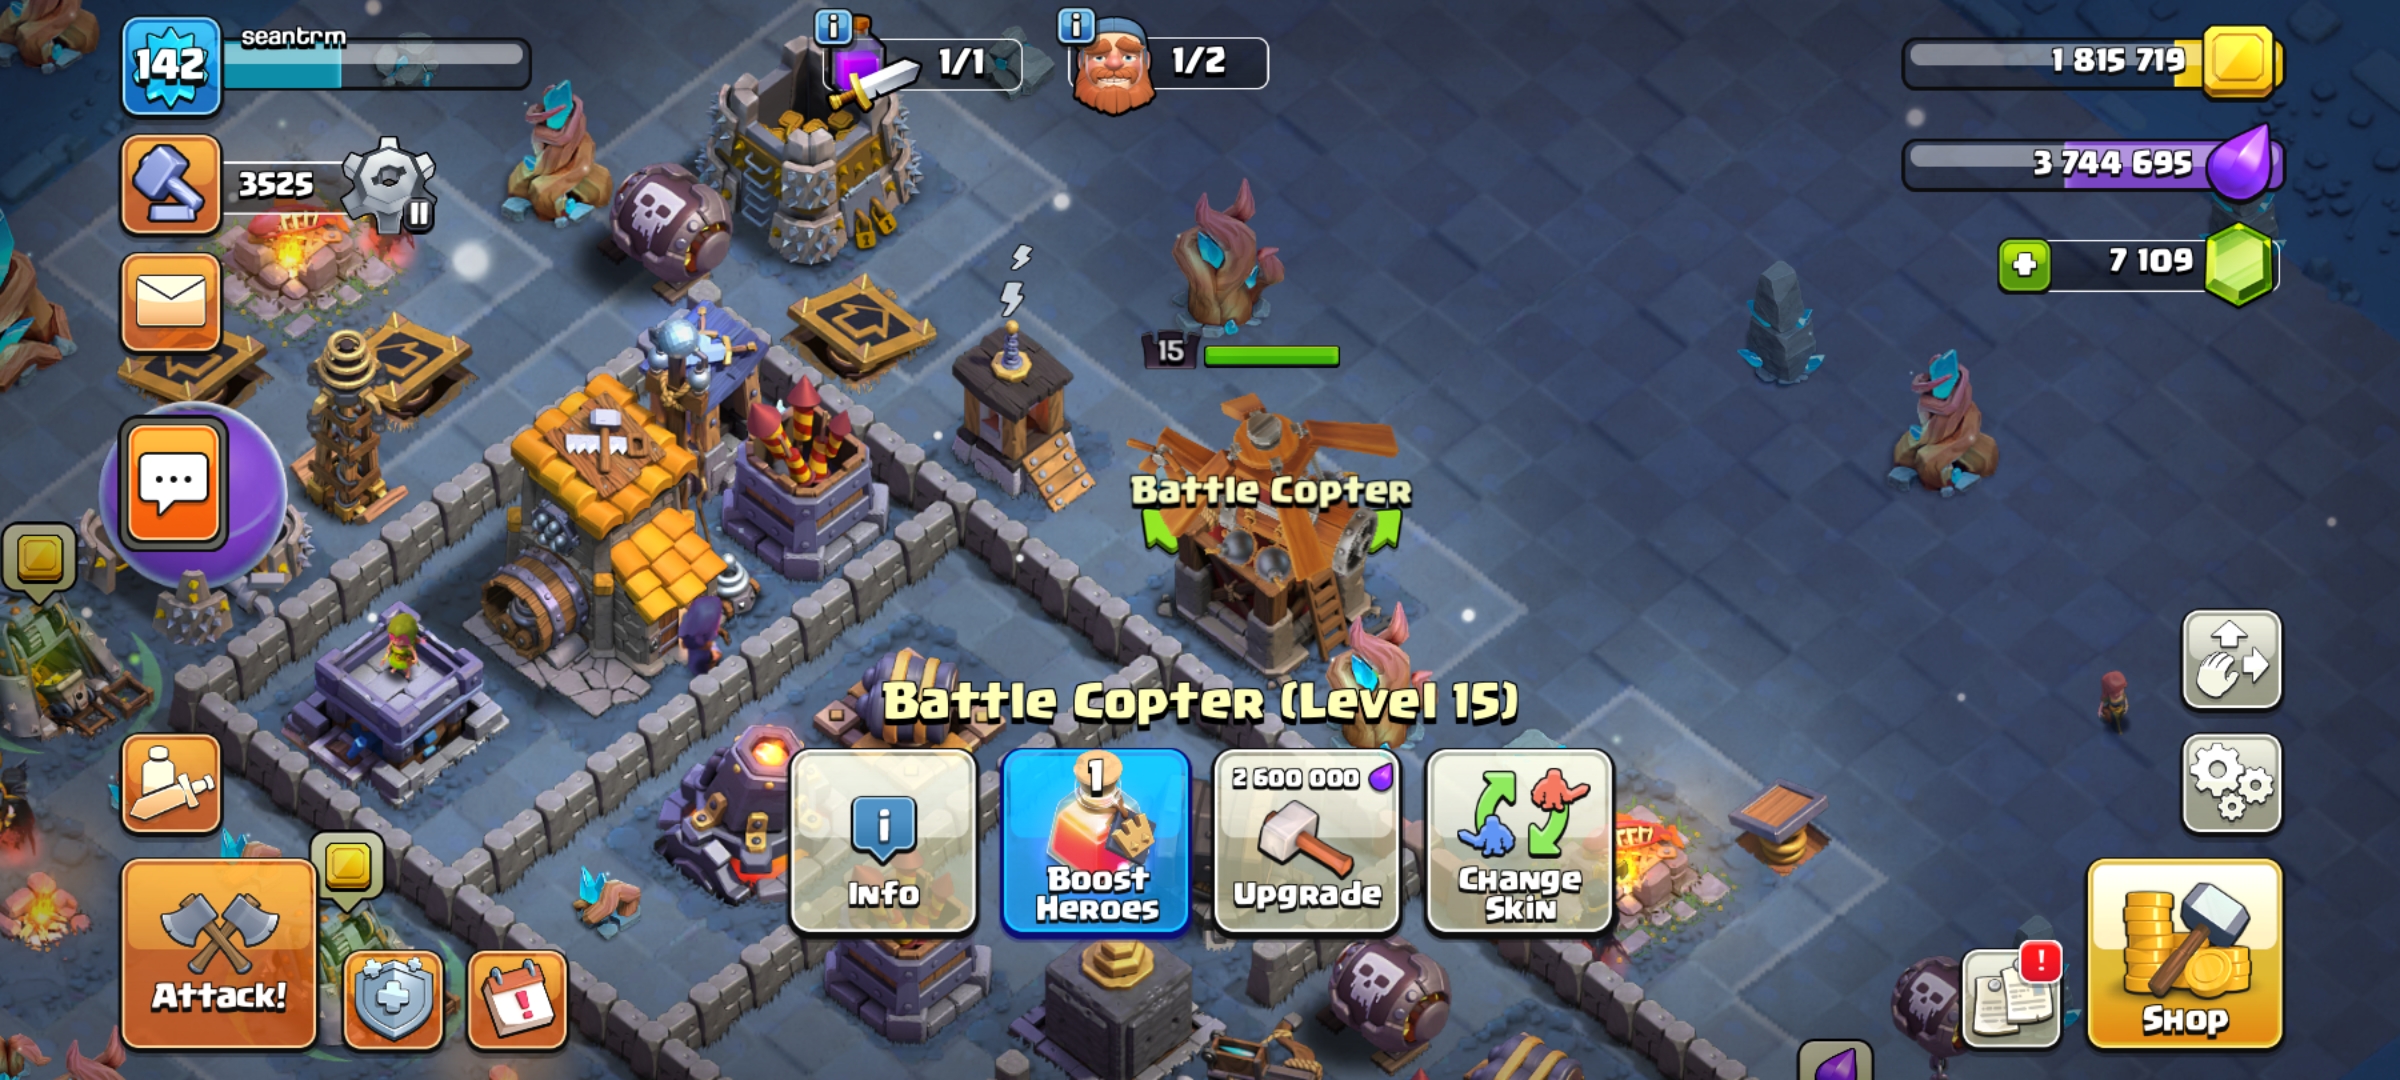 142
seantrm
1/1
1/2
1 815 719
3525
3 744 695
7 109
15
Battle Copter
Battle Copter (Level 15)
Info
1
Boost
Heroes
2 600 000
Upgrade
Change
Skin
Attack!
!
!
Shop